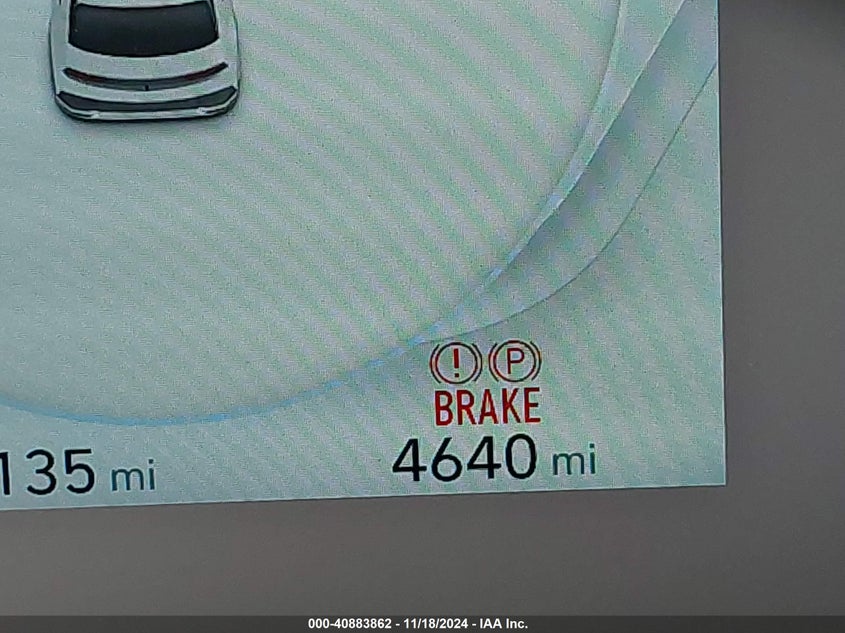 ! P
BRAKE
135 mi
4640 mi
000-40883862 - 11/18/2024 - IAA Inc.